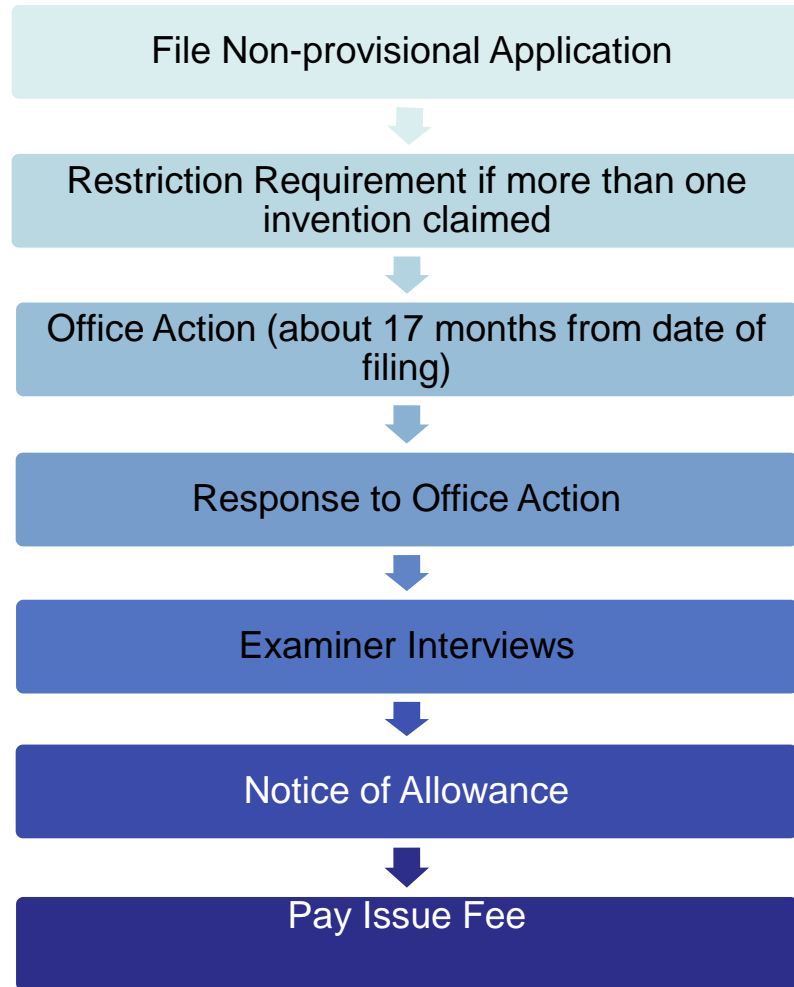 File Non-provisional Application
Restriction Requirement if more than one
invention claimed
Office Action (about 17 months from date of
filing)
Response to Office Action
Examiner Interviews
Notice of Allowance
Pay Issue Fee